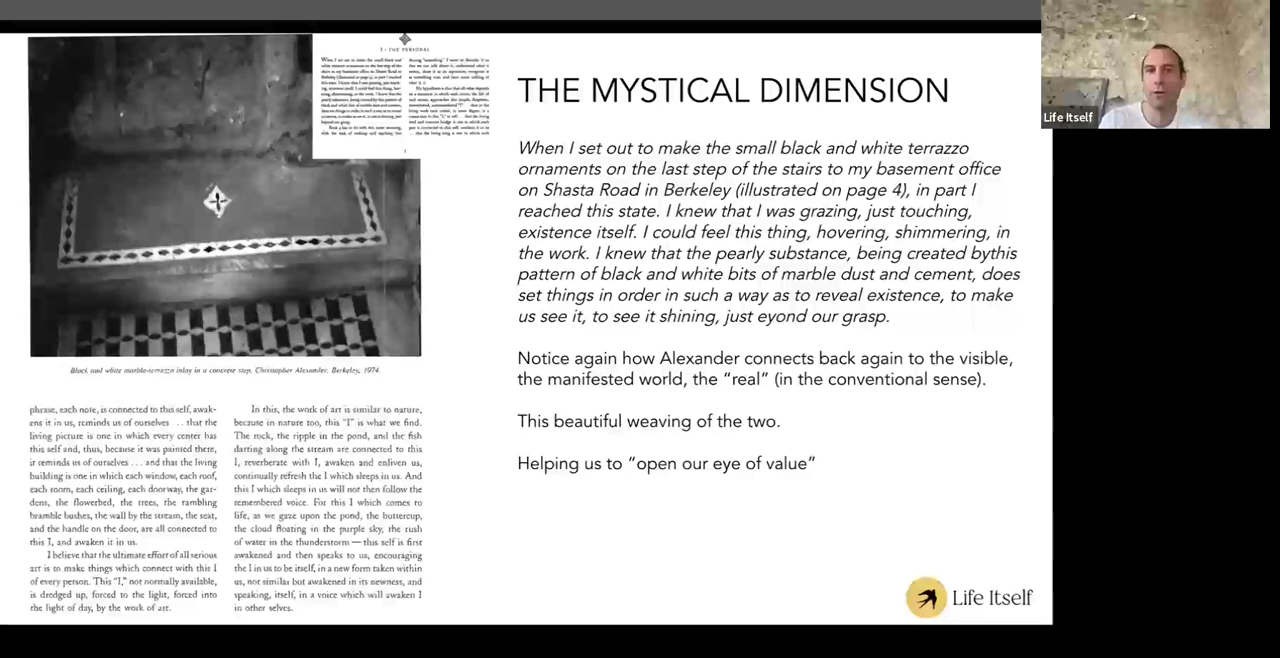 THE MYSTICAL DIMENSION
When I set out to make the small black and white terrazzo
ornaments on the last step of the stairs to my basement office
on Shasta Road in Berkeley (illustrated on page 4), in part I
reached this state. I knew that I was grazing, just touching,
existence itself. I could feel this thing, hovering, shimmering, in
the work. I knew that the pearly substance, being created bythis
pattern of black and white bits of marble dust and cement, does
set things in order in such a way as to reveal existence, to make
us see it, to see it shining, just eyond our grasp.
Notice again how Alexander connects back again to the visible,
the manifested world, the “real” (in the conventional sense).
This beautiful weaving of the two.
Helping us to “open our eye of value”
Life Itself
Life Itself
3 : THE PERSONAL
Black and white marble-terrazzo inlay in a concrete step, Christopher Alexander, Berkeley, 1974.
phrase, each note, is connected to this self, awak-
ens it in us, reminds us of ourselves . . . that the
living picture is one in which every center has
this self and, thus, because it was painted there,
it reminds us of ourselves . . . and that the living
building is one in which each window, each roof,
each room, each ceiling, each doorway, the gar-
dens, the flowerbed, the trees, the rambling
bramble bushes, the wall by the stream, the seat,
and the handle on the door, are all connected to
this I, and awaken it in us.
I believe that the ultimate effort of all serious
art is to make things which connect with this I
of every person. This “I,” not normally available,
is dredged up, forced to the light, forced into
the light of day, by the work of art.
In this, the work of art is similar to nature,
because in nature too, this “I” is what we find.
The rock, the ripple in the pond, and the fish
darting along the stream are connected to this
I, reverberate with I, awaken and enliven us,
continually refresh the I which sleeps in us. And
this I which sleeps in us will not then follow the
remembered voice. For this I which comes to
life, as we gaze upon the pond, the buttercup,
the cloud floating in the purple sky, the rush
of water in the thunderstorm — this self is first
awakened and then speaks to us, encouraging
the I in us to be itself, in a new form taken within
us, not similar but awakened in its newness, and
speaking, itself, in a voice which will awaken I
in other selves.